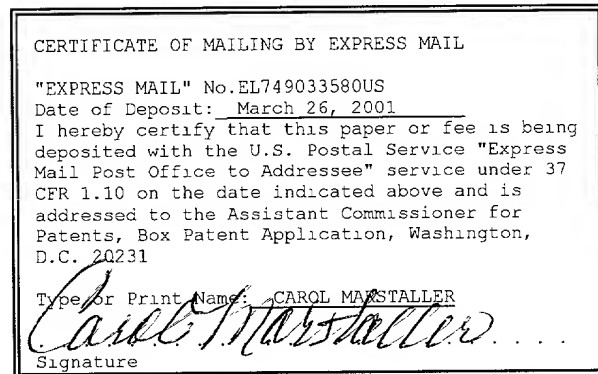 CERTIFICATE OF MAILING BY EXPRESS MAIL
"EXPRESS MAIL" No.EL749033580US
Date of Deposit: March 26, 2001
I hereby certify that this paper or fee is being
deposited with the U.S. Postal Service "Express
Mail Post Office to Addressee" service under 37
CFR 1.10 on the date indicated above and is
addressed to the Assistant Commissioner for
Patents, Box Patent Application, Washington,
D.C. 20231
Type or Print Name: CAROL MARSTALLER
Carol Marstaller . . . .
Signature